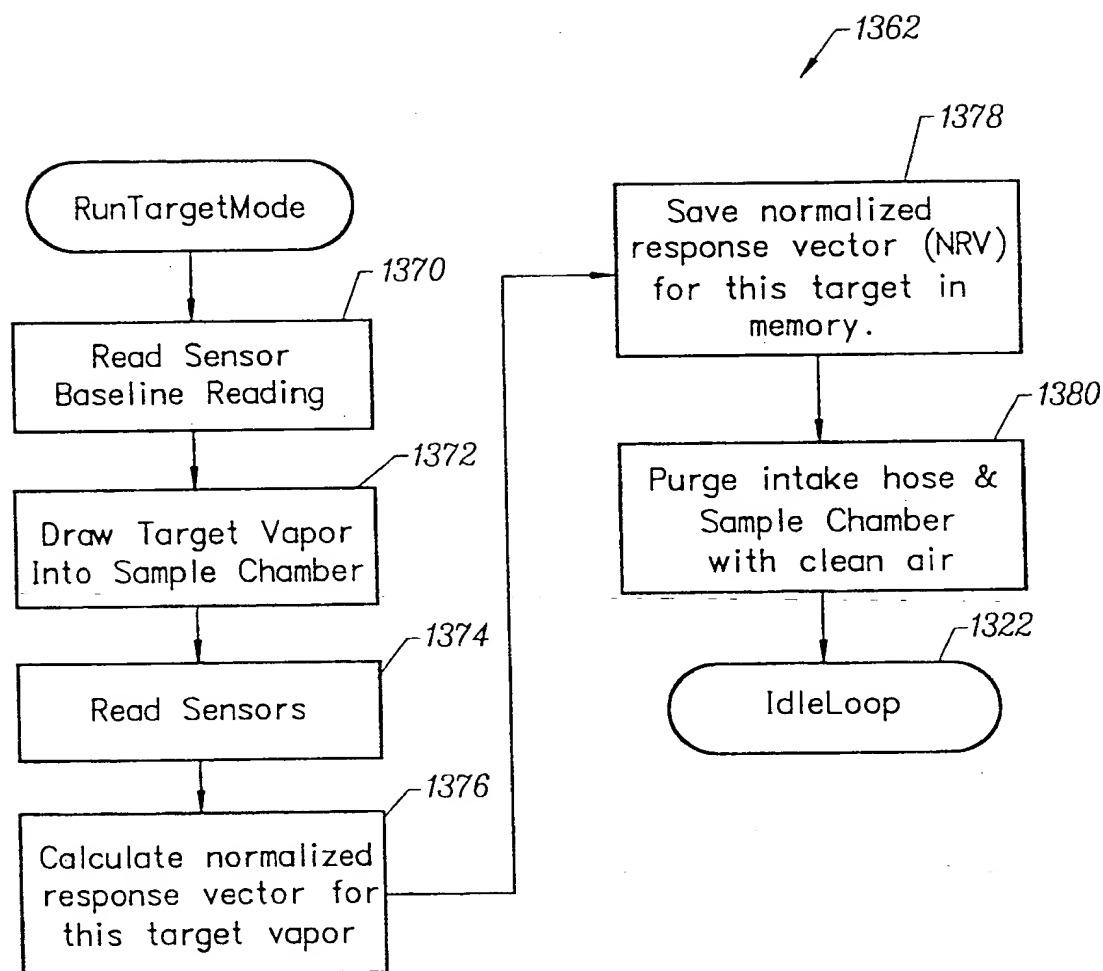 1362
RunTargetMode
1370
Read Sensor
Baseline Reading
1372
Draw Target Vapor
Into Sample Chamber
1374
Read Sensors
1376
Calculate normalized
response vector for
this target vapor
1378
Save normalized
response vector (NRV)
for this target in
memory.
1380
Purge intake hose &
Sample Chamber
with clean air
1322
IdleLoop